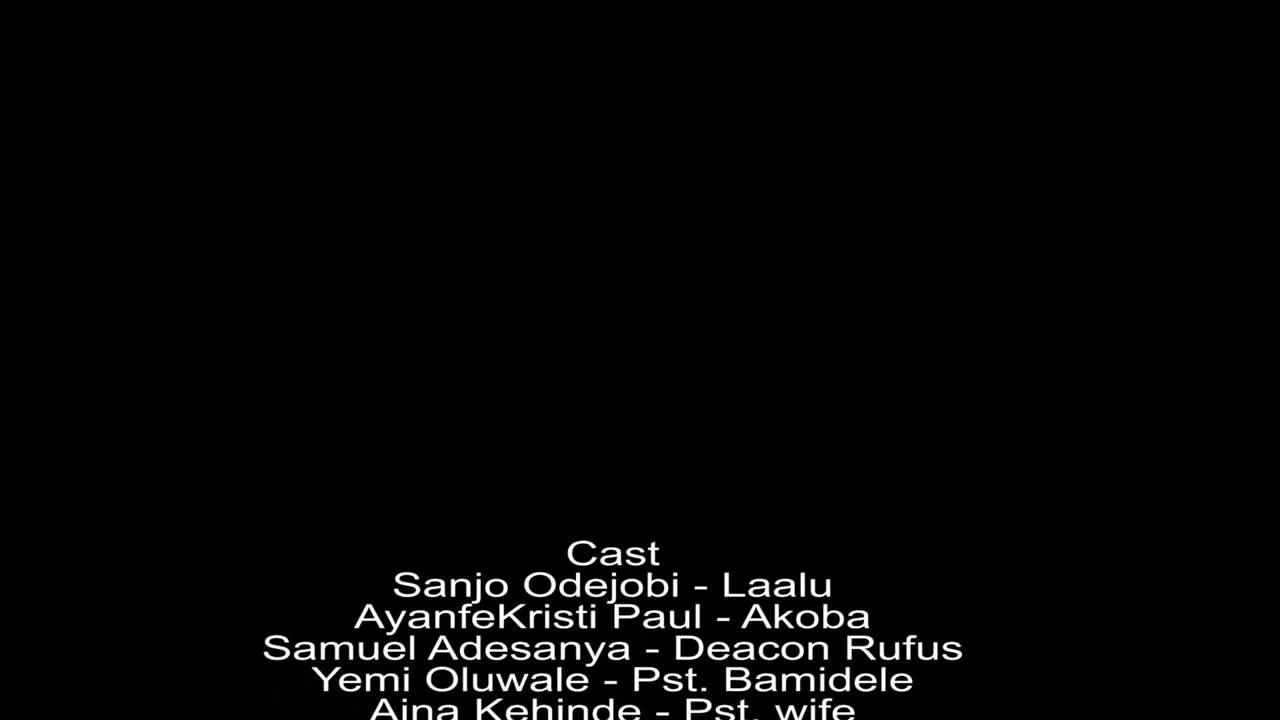 Cast
Sanjo Odejobi - Laalu
AyanfeKristi Paul - Akoba
Samuel Adesanya - Deacon Rufus
Yemi Oluwale - Pst. Bamidele
Aina Kehinde - Pst. wife